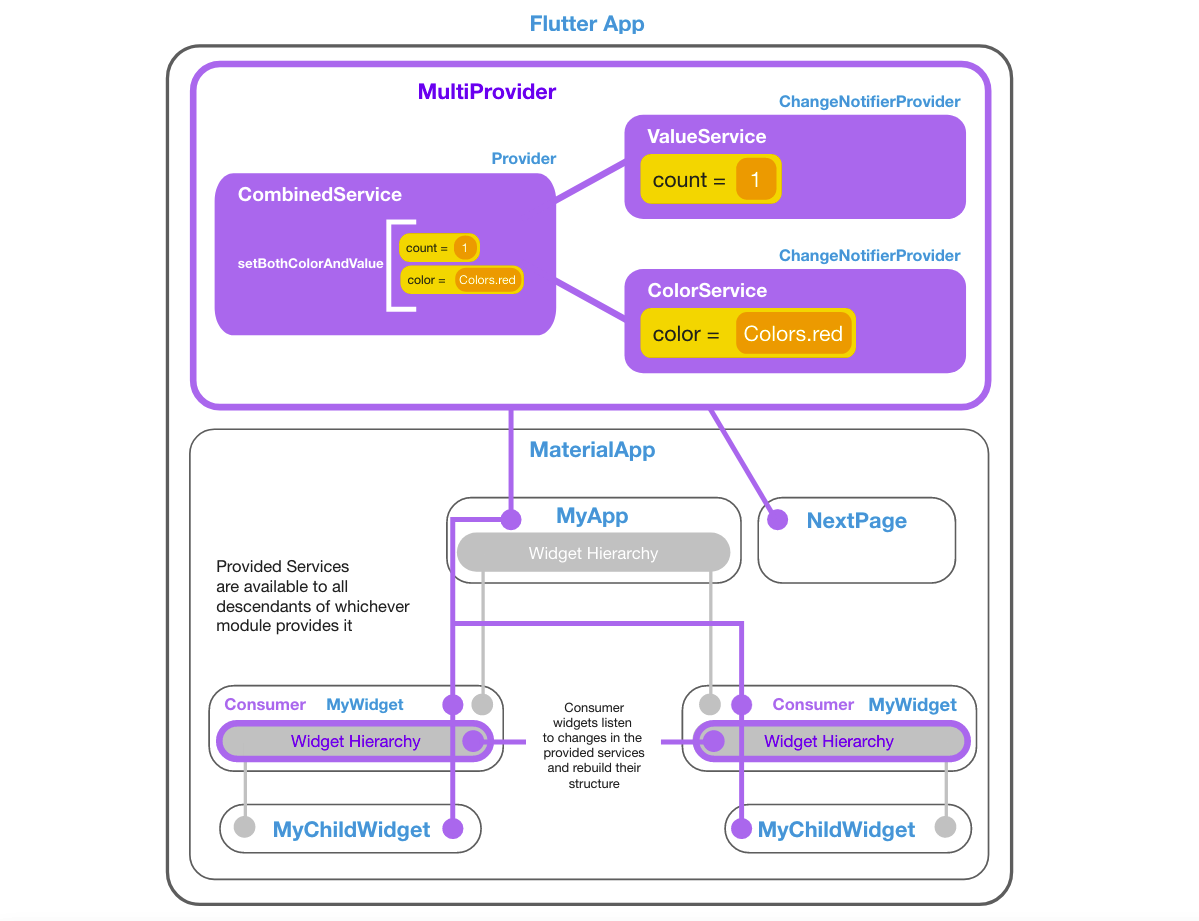 Flutter App
MultiProvider
ChangeNotifierProvider
ValueService
count = 1
Provider
CombinedService
setBothColorAndValue
count = 1
color = Colors.red
ChangeNotifierProvider
ColorService
color = Colors.red
MaterialApp
MyApp
Widget Hierarchy
NextPage
Provided Services
are available to all
descendants of whichever
module provides it
Consumer MyWidget
Widget Hierarchy
Consumer
widgets listen
to changes in the
provided services
and rebuild their
structure
Consumer MyWidget
Widget Hierarchy
MyChildWidget
MyChildWidget